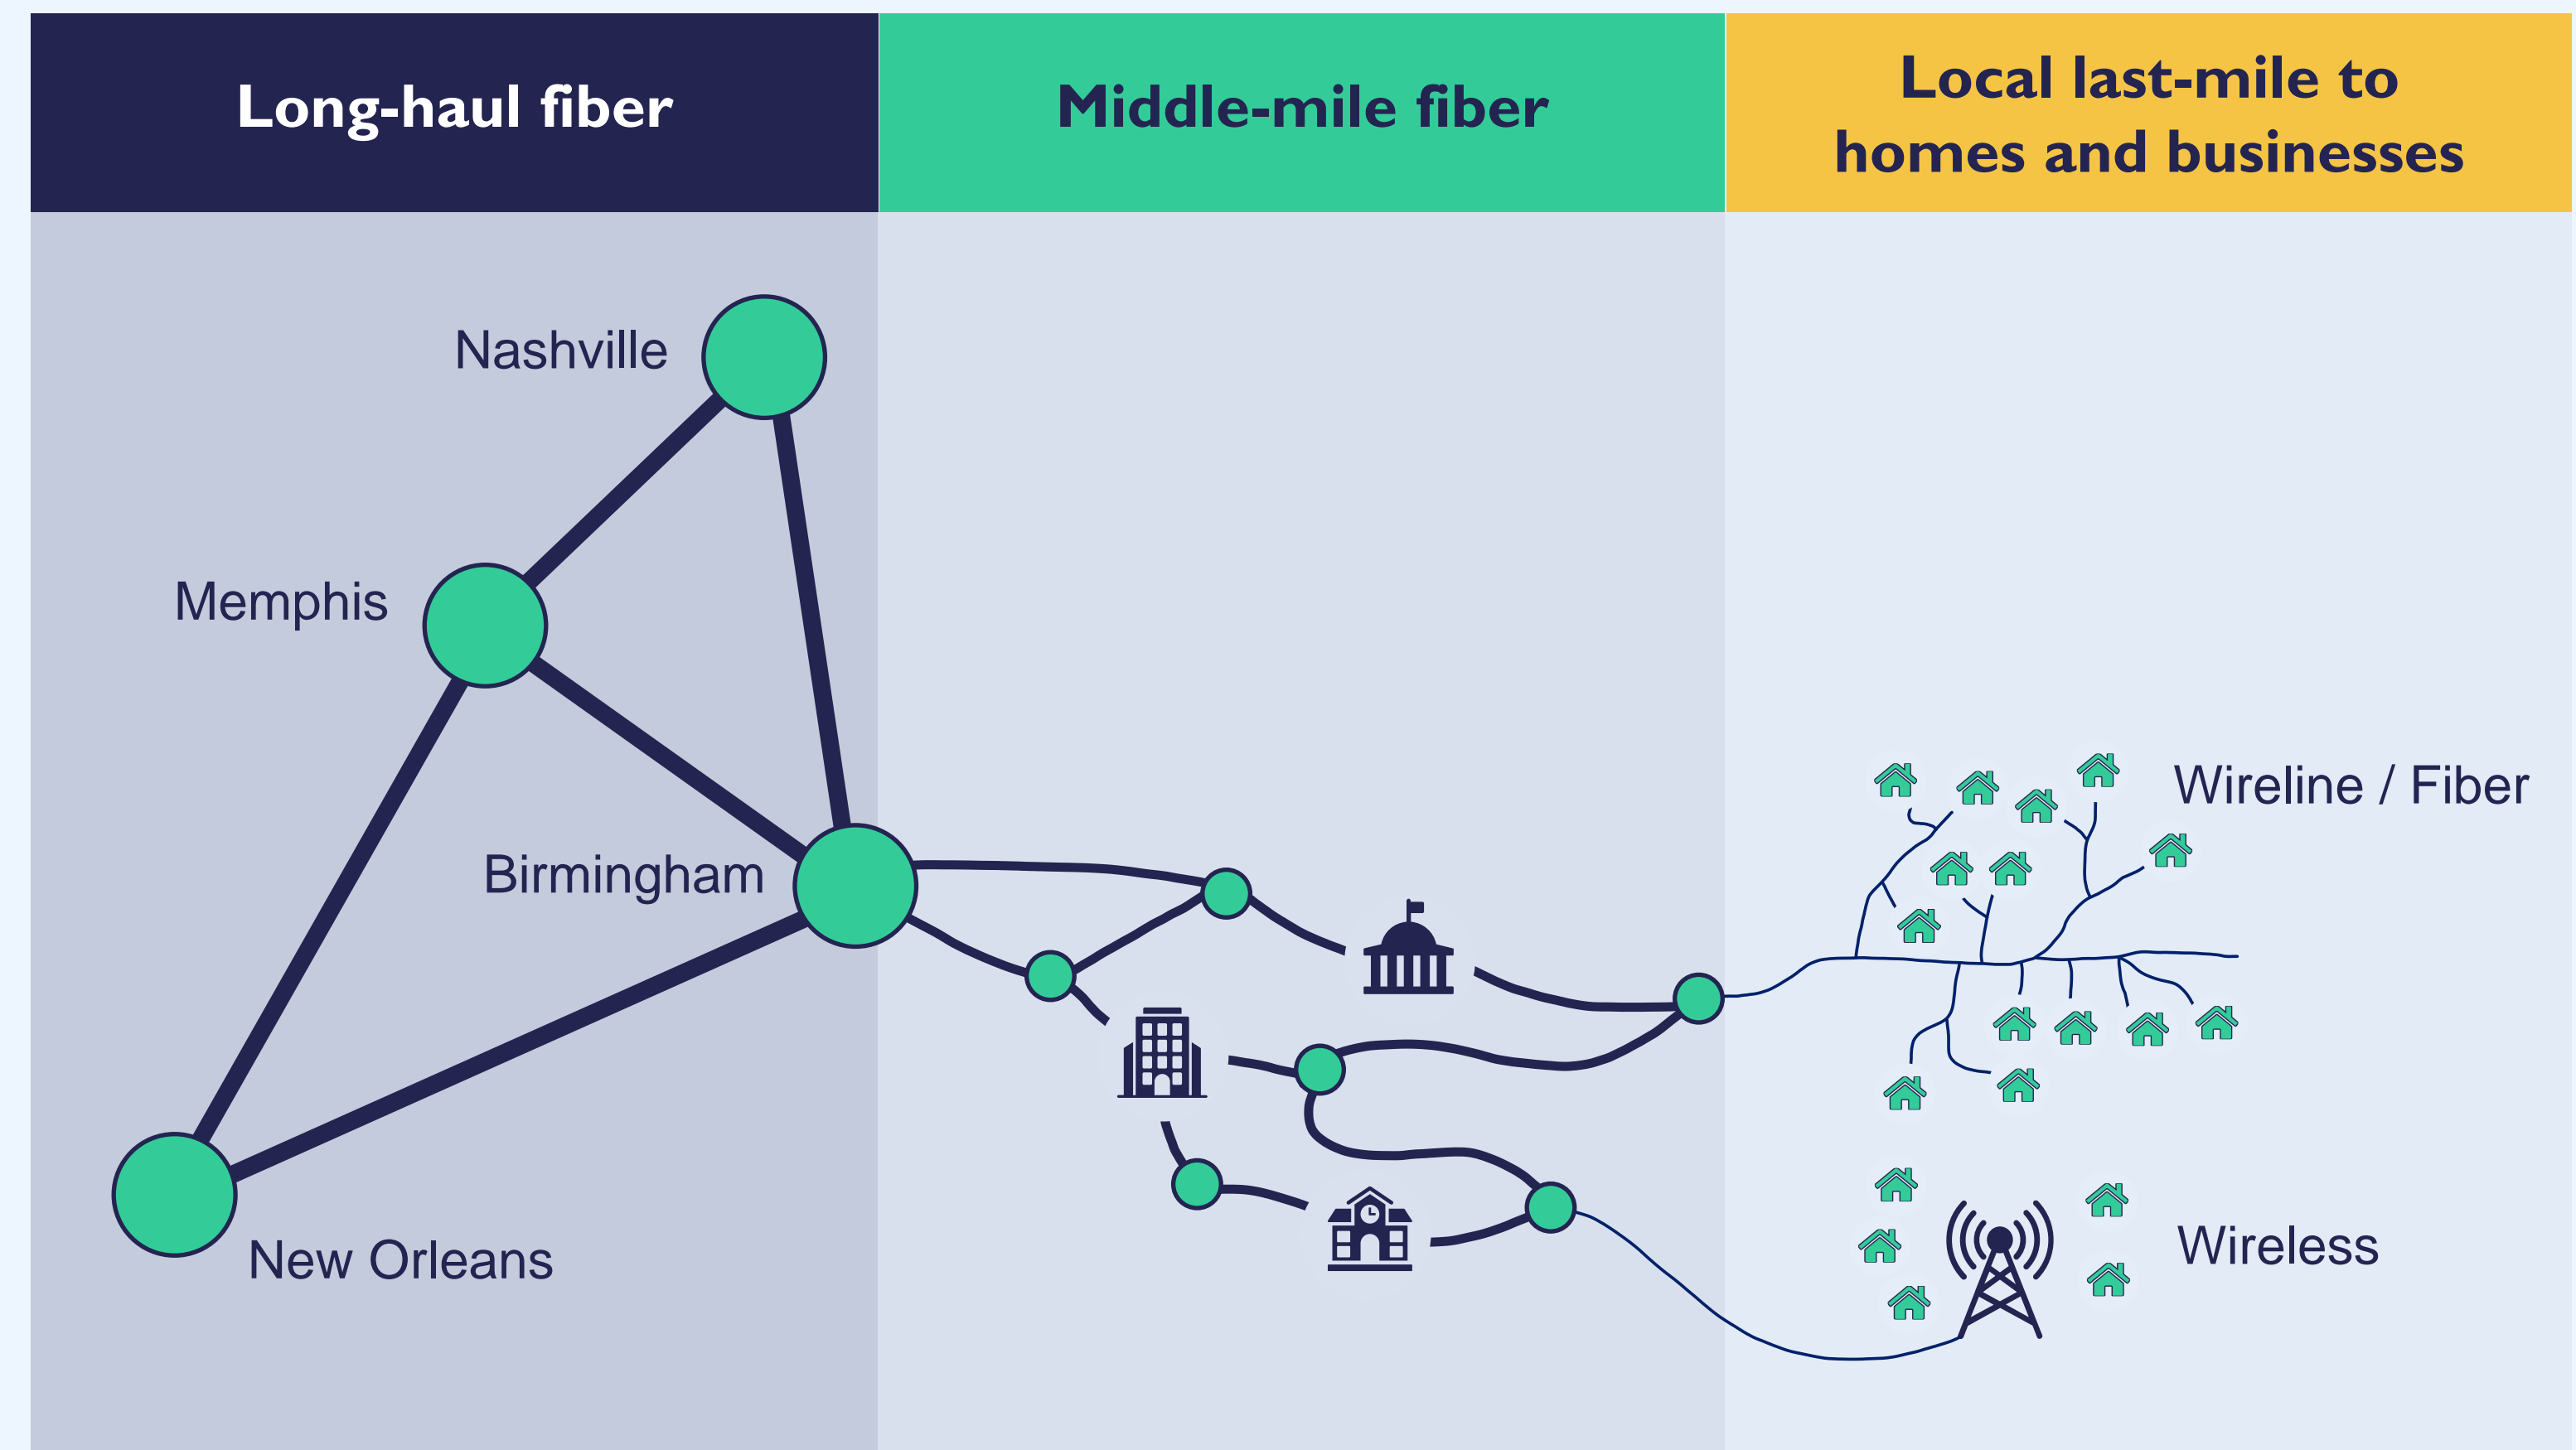 Long-haul fiber
Middle-mile fiber
Local last-mile to
homes and businesses
Nashville
Memphis
Birmingham
New Orleans
Wireline / Fiber
Wireless